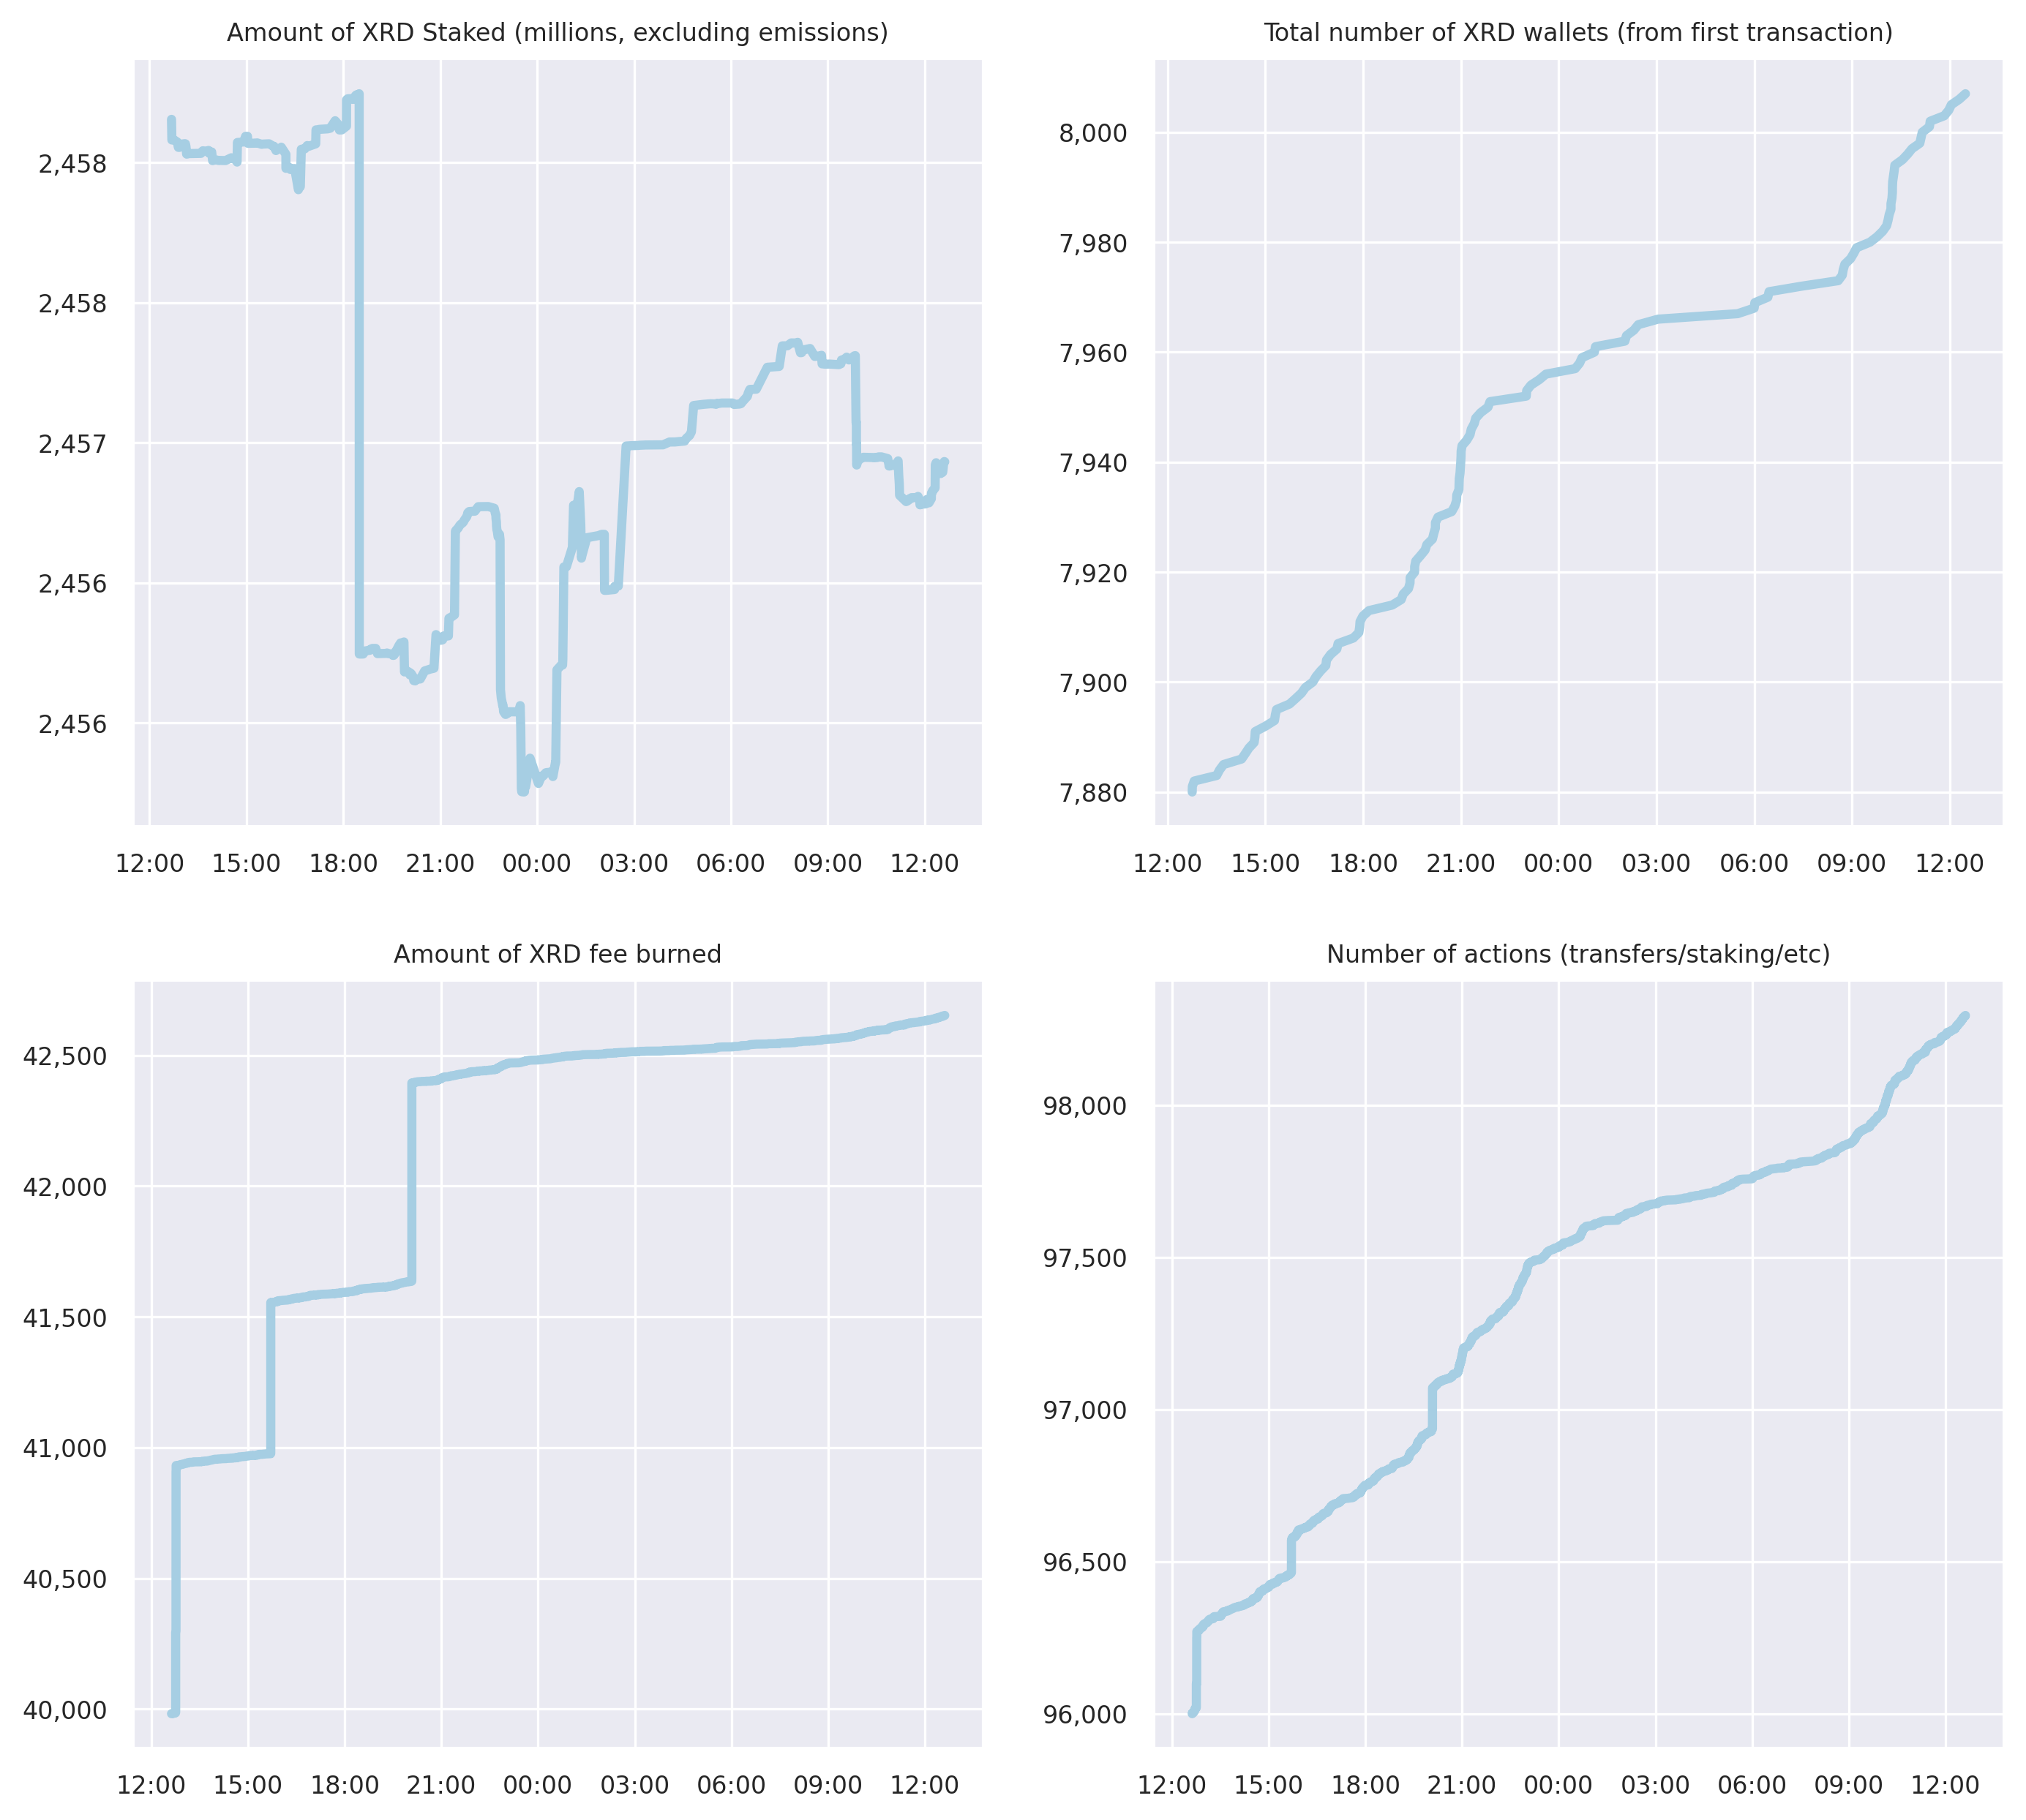 Amount of XRD Staked (millions, excluding emissions)
2,458
2,458
2,457
2,456
2,456
12:00 15:00 18:00 21:00 00:00 03:00 06:00 09:00 12:00
Total number of XRD wallets (from first transaction)
8,000
7,980
7,960
7,940
7,920
7,900
7,880
12:00 15:00 18:00 21:00 00:00 03:00 06:00 09:00 12:00
Amount of XRD fee burned
42,500
42,000
41,500
41,000
40,500
40,000
12:00 15:00 18:00 21:00 00:00 03:00 06:00 09:00 12:00
Number of actions (transfers/staking/etc)
98,000
97,500
97,000
96,500
96,000
12:00 15:00 18:00 21:00 00:00 03:00 06:00 09:00 12:00